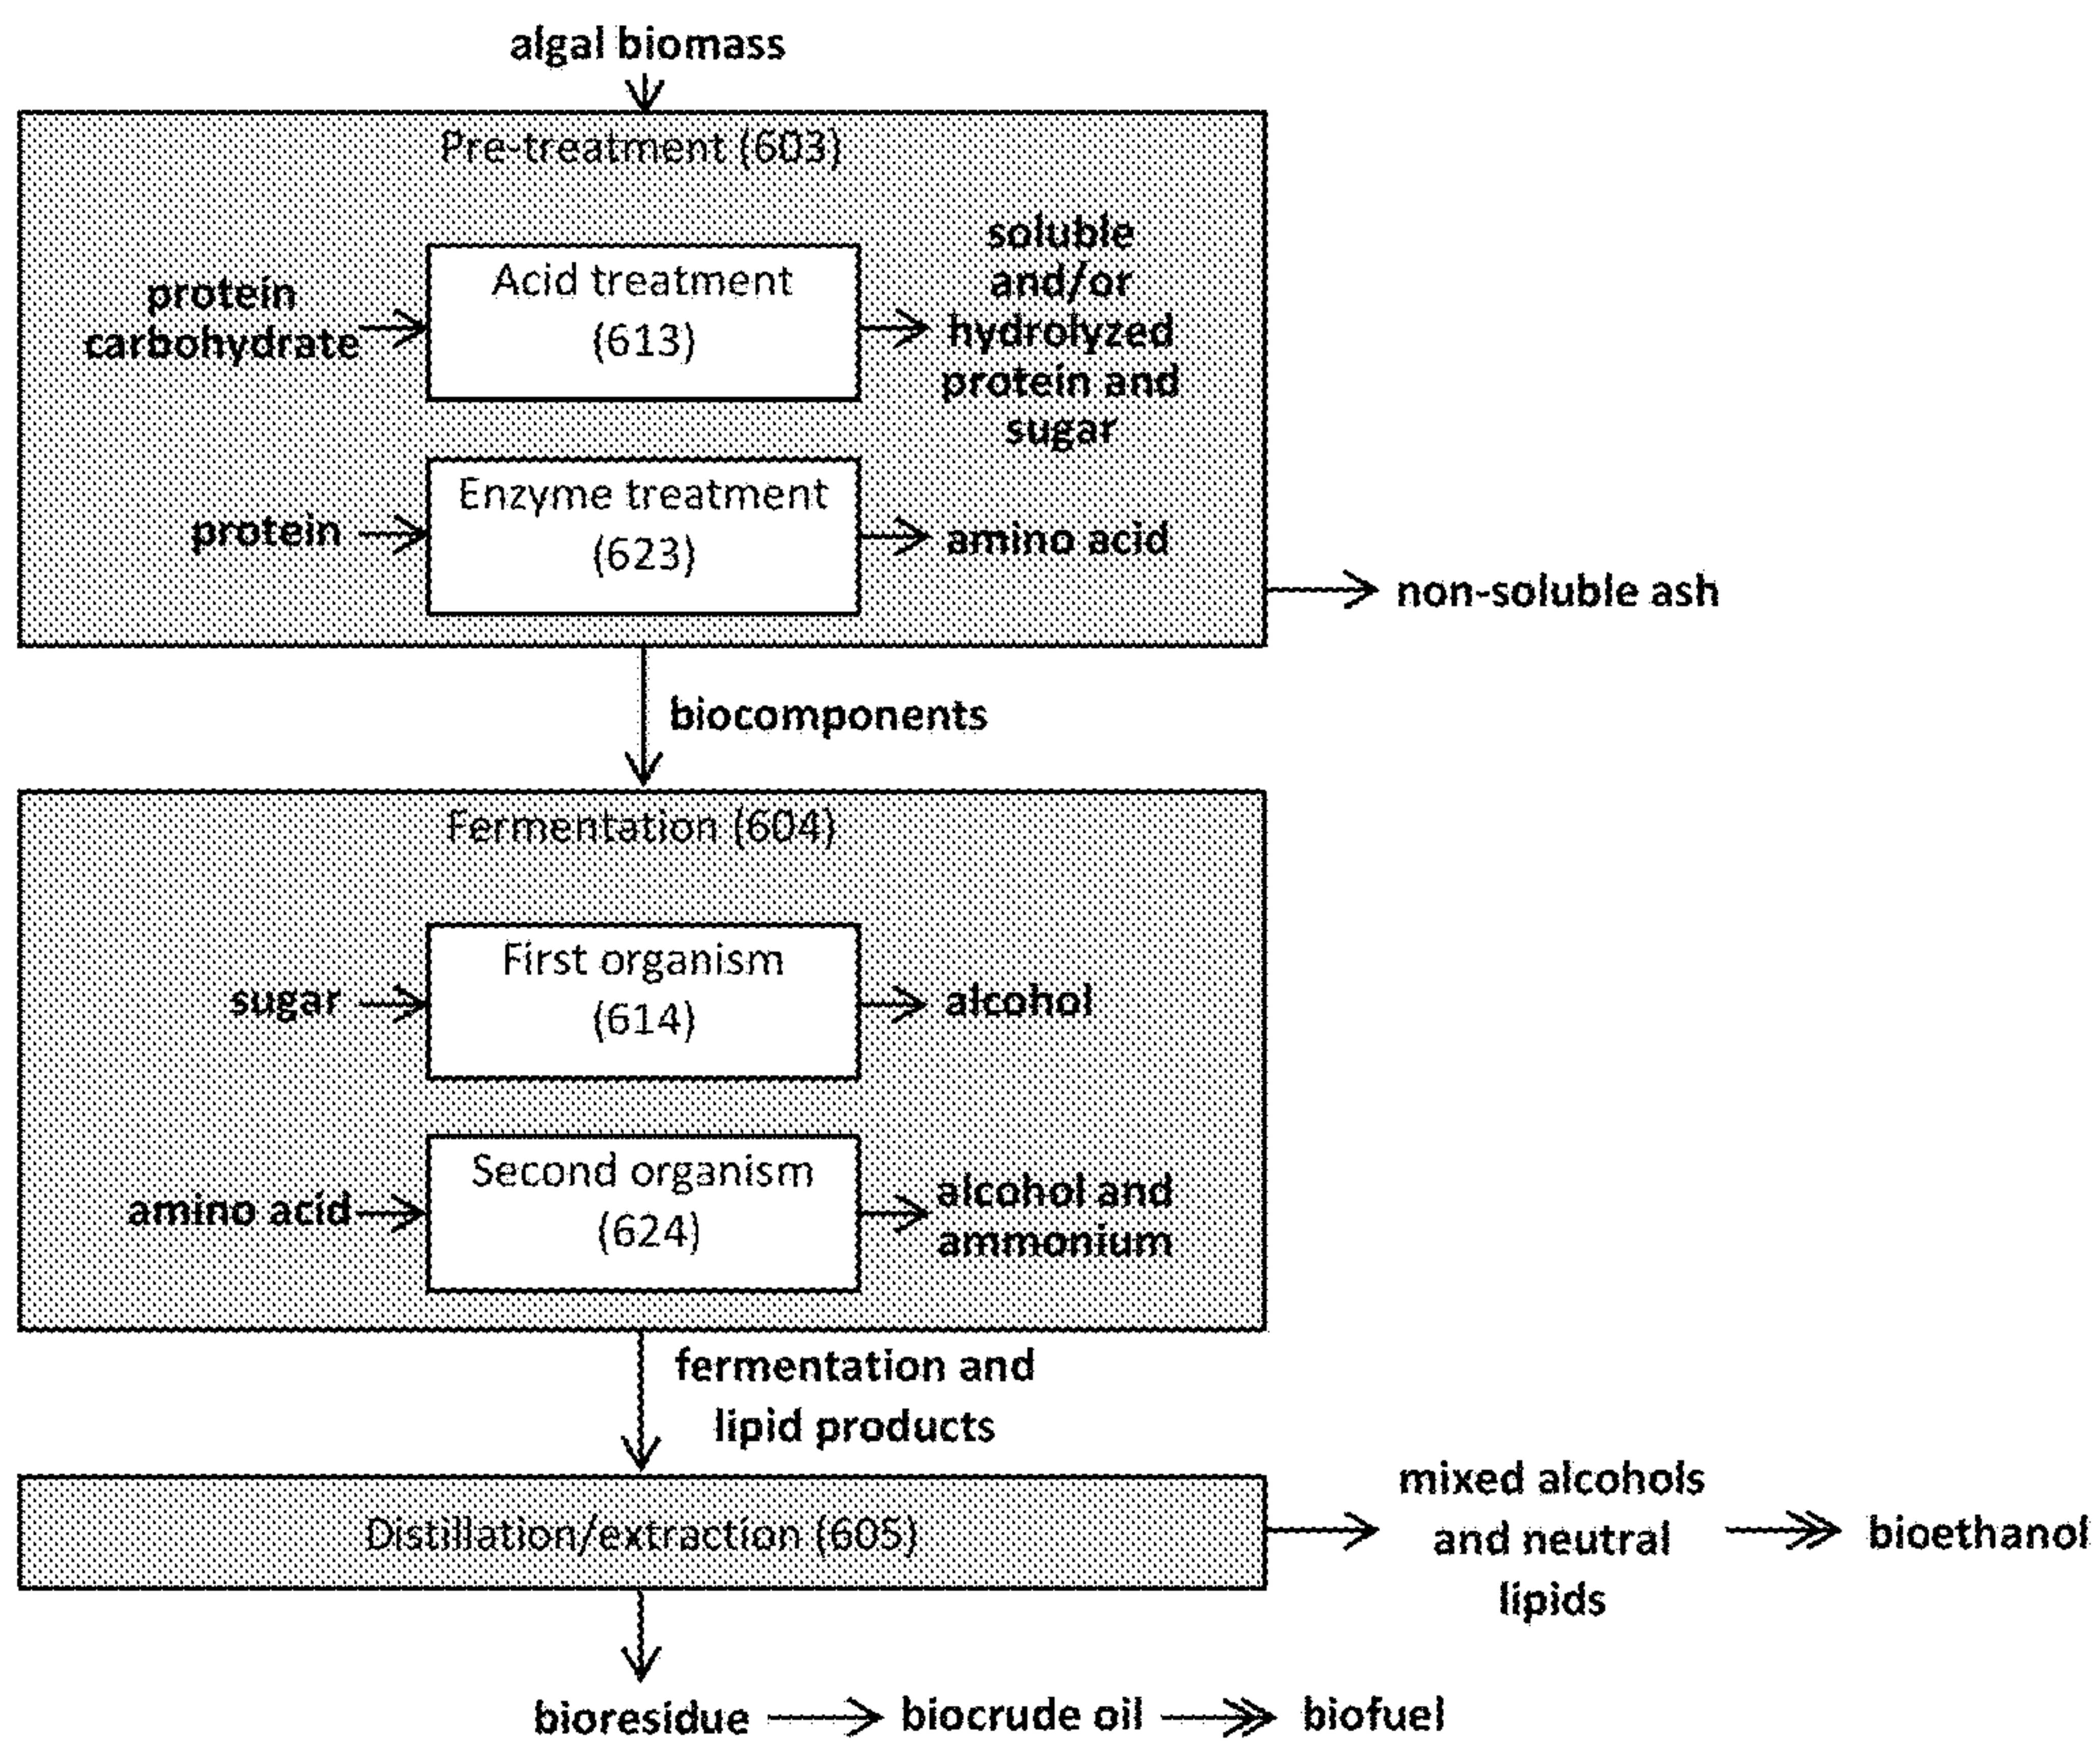 algal biomass
Pre-treatment (603)
protein
carbohydrate
Acid treatment
(613)
soluble
and/or
hydrolyzed
protein and
sugar
protein
Enzyme treatment
(623)
amino acid
non-soluble ash
biocomponents
Fermentation (604)
sugar
First organism
(614)
alcohol
amino acid
Second organism
(624)
alcohol and
ammonium
fermentation and
lipid products
Distillation/extraction (605)
mixed alcohols
and neutral
lipids
bioethanol
bioresidue
biocrude oil
biofuel